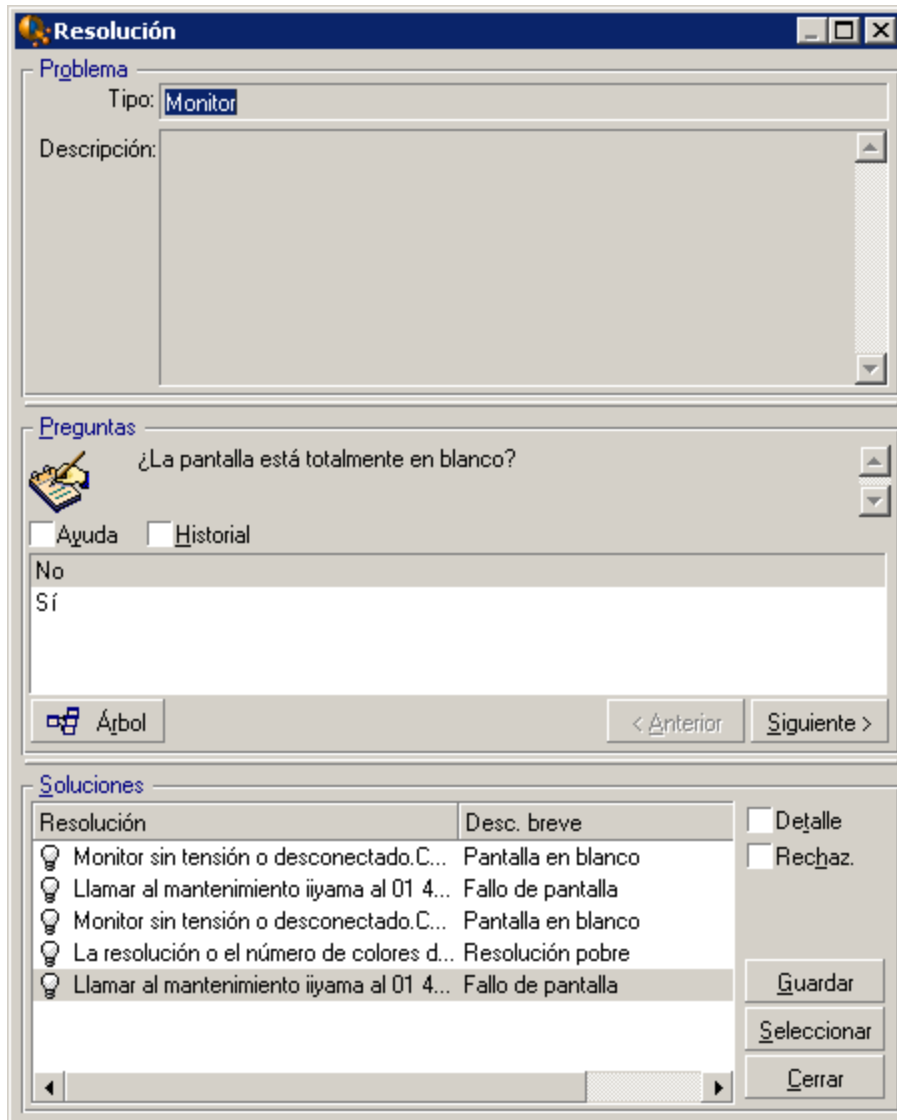 Resolución
Problema
Tipo: Monitor
Descripción:
Preguntas
¿La pantalla está totalmente en blanco?
Ayuda Historial
No
Sí
Árbol < Anterior Siguiente >
Soluciones
Resolución Desc. breve Detalle
Monitor sin tensión o desconectado.C... Pantalla en blanco Rechaz.
Llamar al mantenimiento iiyama al 01 4... Fallo de pantalla
Monitor sin tensión o desconectado.C... Pantalla en blanco
La resolución o el número de colores d... Resolución pobre
Llamar al mantenimiento iiyama al 01 4... Fallo de pantalla
Guardar
Seleccionar
Cerrar